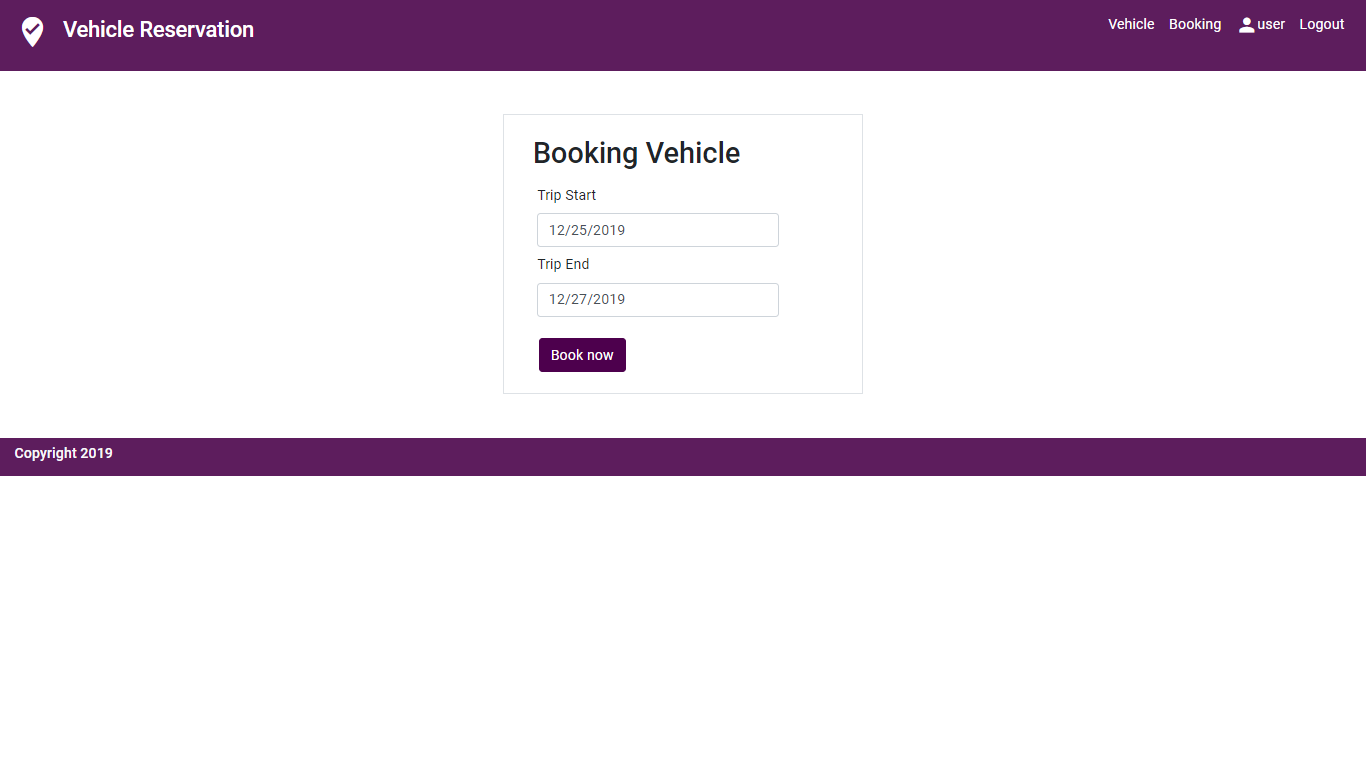 Vehicle Reservation
Vehicle Booking user Logout
Booking Vehicle
Trip Start
12/25/2019
Trip End
12/27/2019
Book now
Copyright 2019